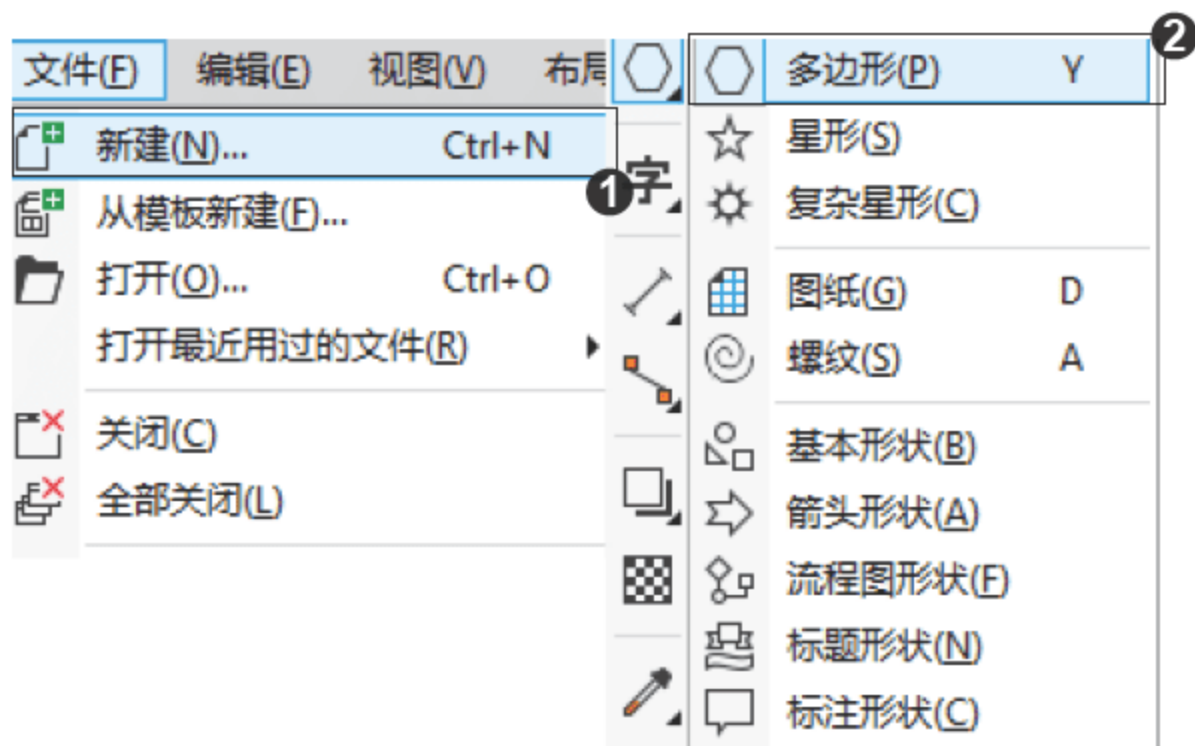 文件(F) 编辑(E) 视图(V) 布局
新建(N)... Ctrl+N
1
从模板新建(F)...
打开(O)... Ctrl+O
打开最近用过的文件(R)
关闭(C)
全部关闭(L)
字
2
多边形(P) Y
星形(S)
复杂星形(C)
图纸(G) D
螺纹(S) A
基本形状(B)
箭头形状(A)
流程图形状(F)
标题形状(N)
标注形状(C)